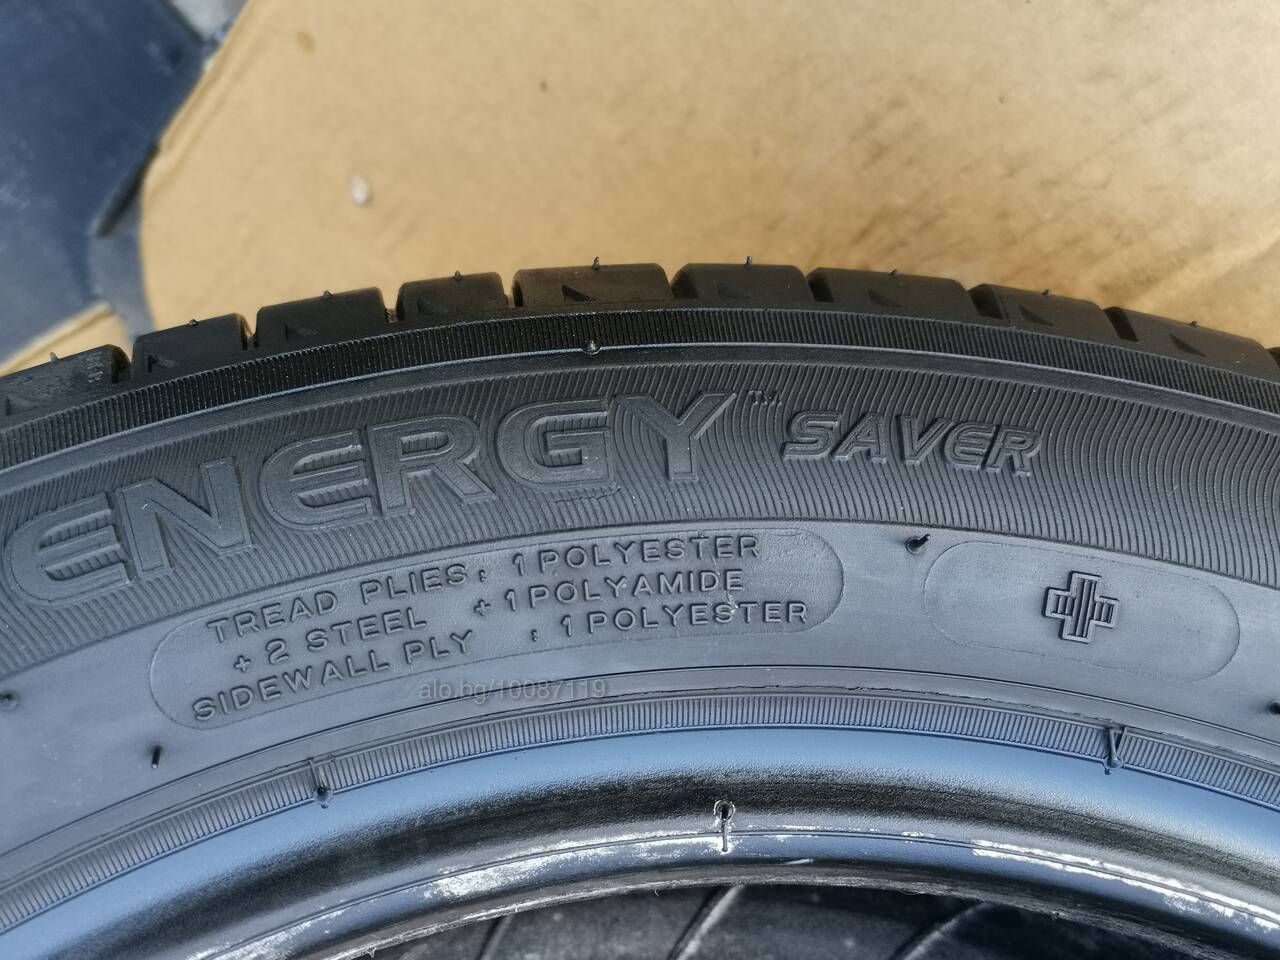 ENERGY™ SAVER
TREAD PLIES: 1 POLYESTER
+ 2 STEEL + 1 POLYAMIDE
SIDEWALL PLY : 1 POLYESTER
alo.bg/10087119